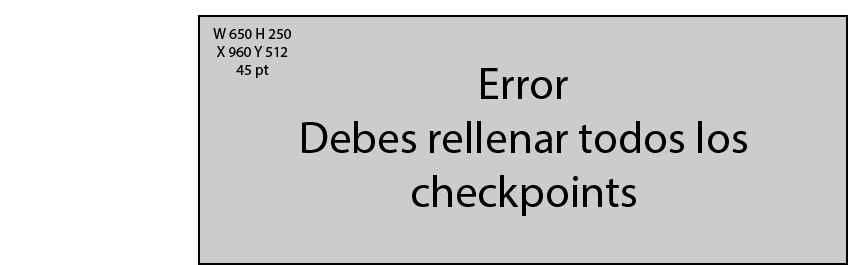 W 650 H 250
X 960 Y 512
45 pt
Error
Debes rellenar todos los
checkpoints